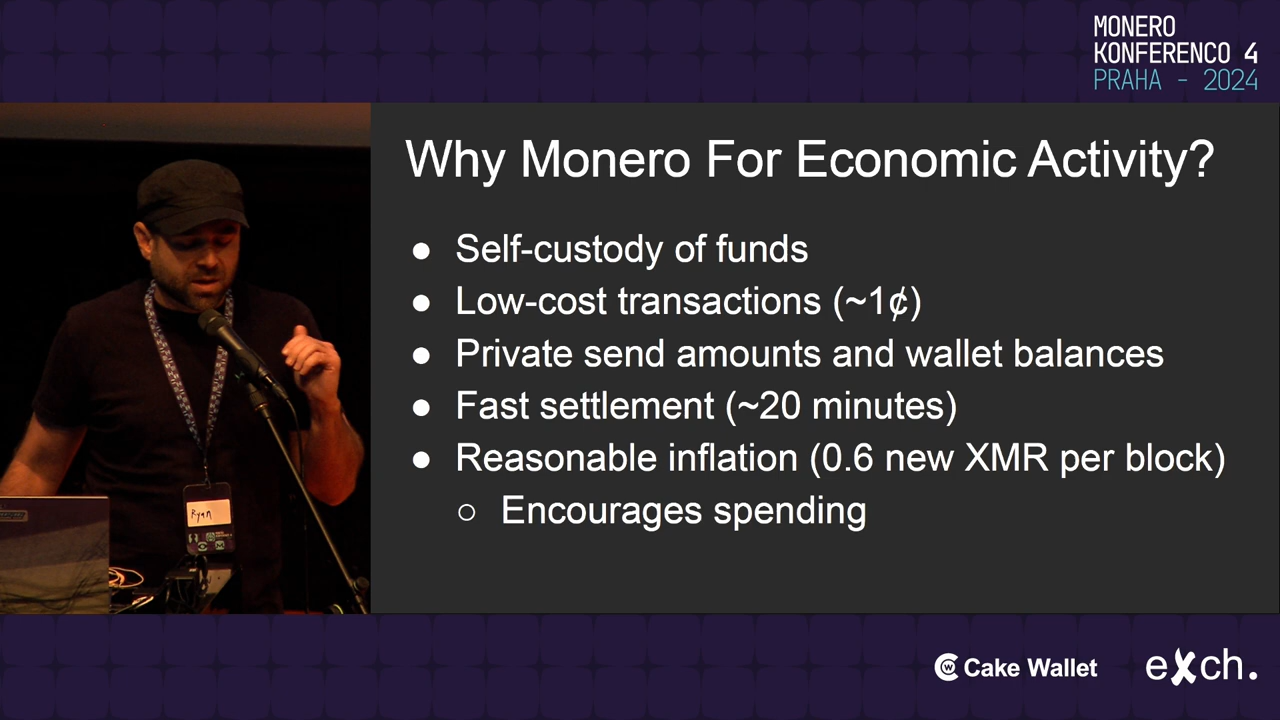 MONERO
KONFERENCO 4
PRAHA - 2024
Why Monero For Economic Activity?
● Self-custody of funds
● Low-cost transactions (~1¢)
● Private send amounts and wallet balances
● Fast settlement (~20 minutes)
● Reasonable inflation (0.6 new XMR per block)
○ Encourages spending
Ryan
Cake Wallet
eXch.